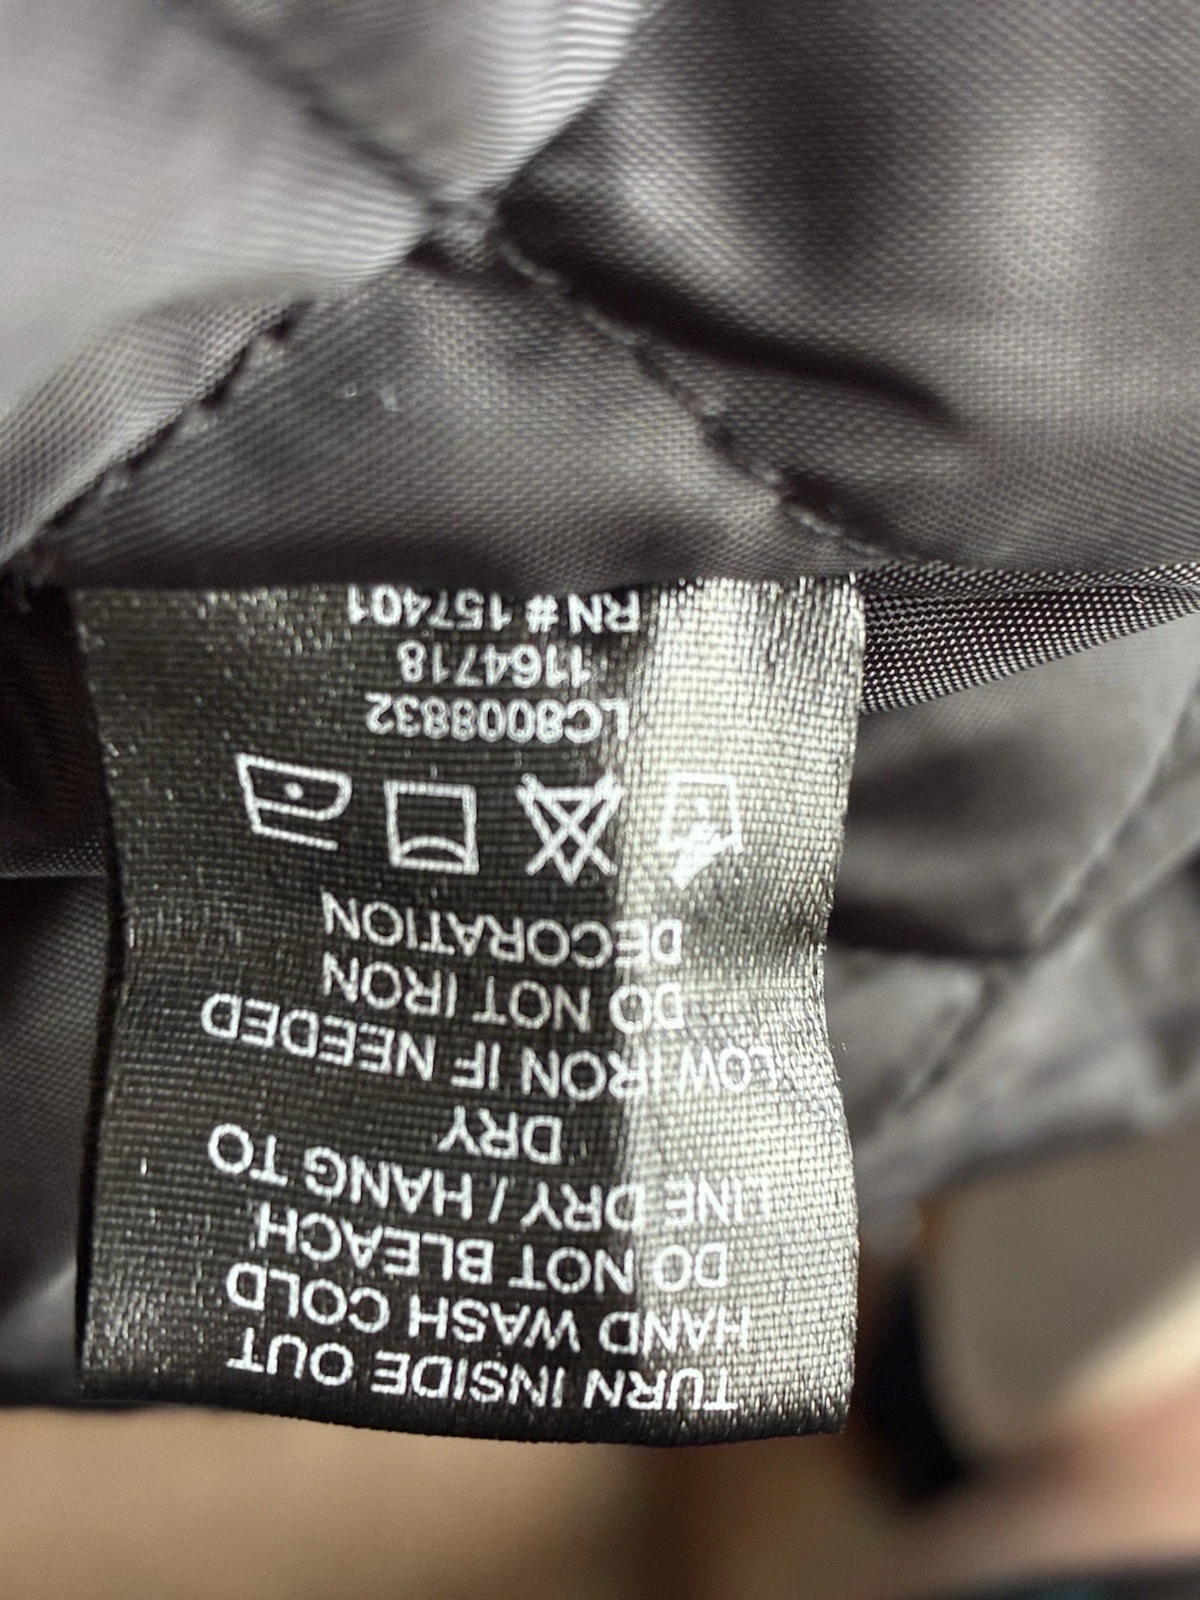 TURN INSIDE OUT
HAND WASH COLD
DO NOT BLEACH
LINE DRY / HANG TO
DRY
LOW IRON IF NEEDED
DO NOT IRON
DECORATION
LC8008832
1164718
RN # 157401